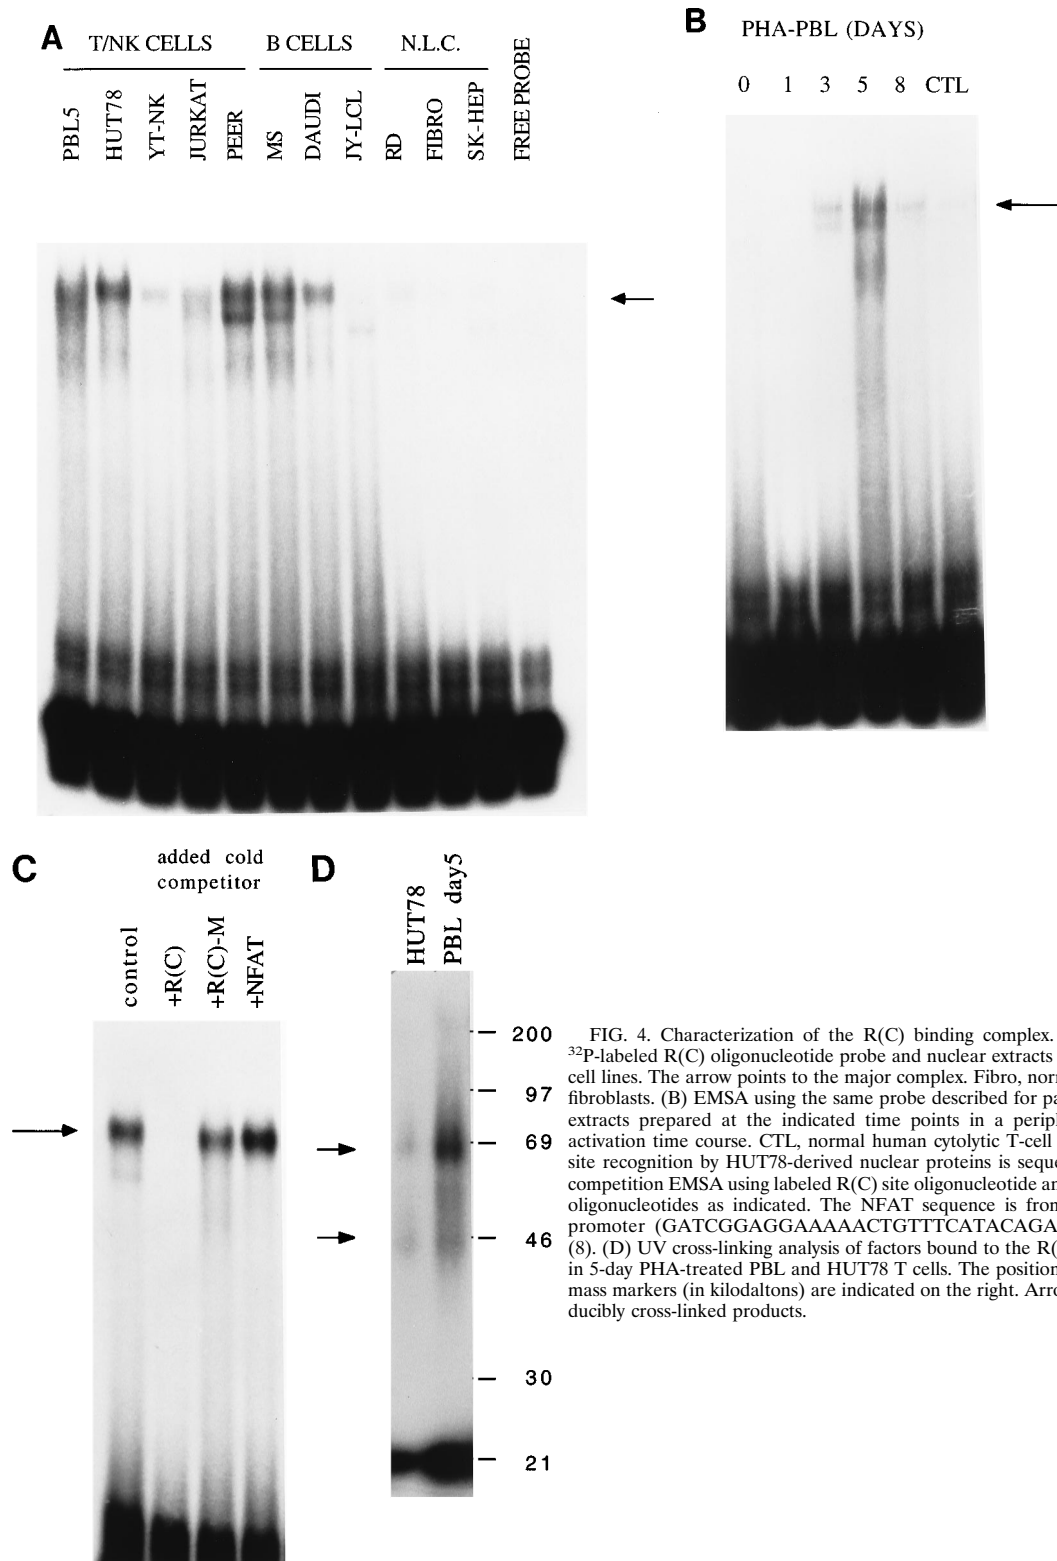 A
T/NK CELLS
B CELLS
N.L.C.
PBL5
HUT78
YT-NK
JURKAT
PEER
MS
DAUDI
JY-LCL
RD
FIBRO
SK-HEP
FREE PROBE
B
PHA-PBL (DAYS)
0 1 3 5 8 CTL
C
added cold
competitor
control
+R(C)
+R(C)-M
+NFAT
D
HUT78
PBL day5
200
97
69
46
30
21
FIG. 4. Characterization of the R(C) binding complex.
³²P-labeled R(C) oligonucleotide probe and nuclear extracts
cell lines. The arrow points to the major complex. Fibro, norm
fibroblasts. (B) EMSA using the same probe described for pa
extracts prepared at the indicated time points in a periph
activation time course. CTL, normal human cytolytic T-cell
site recognition by HUT78-derived nuclear proteins is seque
competition EMSA using labeled R(C) site oligonucleotide an
oligonucleotides as indicated. The NFAT sequence is from
promoter (GATCGGAGGAAAAACTGTTTCATACAGA
(8). (D) UV cross-linking analysis of factors bound to the R(
in 5-day PHA-treated PBL and HUT78 T cells. The position
mass markers (in kilodaltons) are indicated on the right. Arro
ducibly cross-linked products.